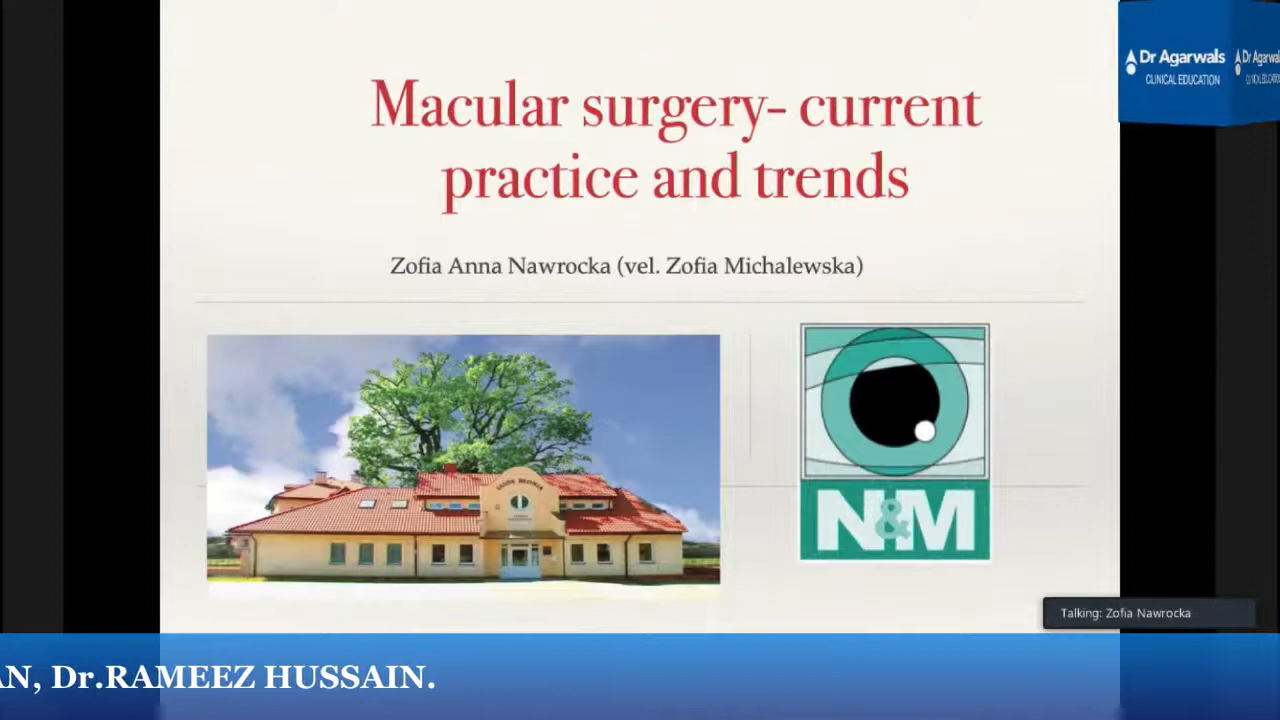 Macular surgery- current
practice and trends
Zofia Anna Nawrocka (vel. Zofia Michalewska)
Dr Agarwals
CLINICAL EDUCATION
N&M
Talking: Zofia Nawrocka
AN, Dr.RAMEEZ HUSSAIN.